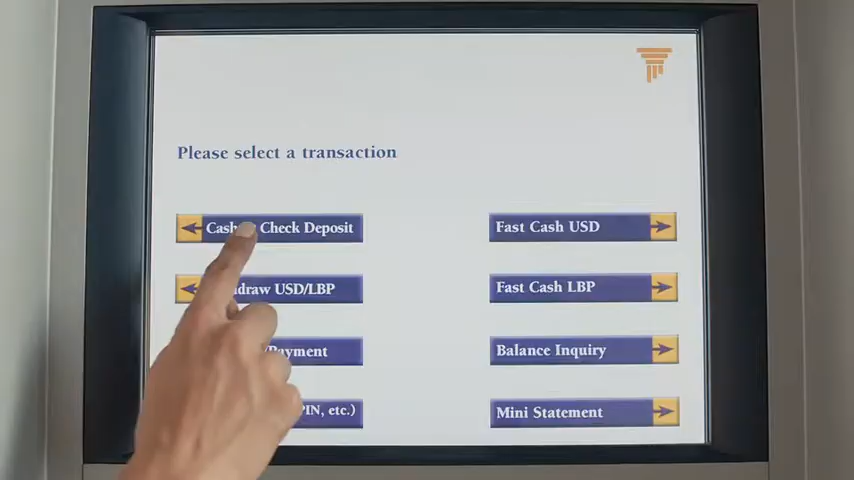 Please select a transaction
Cash Check Deposit
Fast Cash USD
USD/LBP
Fast Cash LBP
Payment
Balance Inquiry
PIN, etc.)
Mini Statement